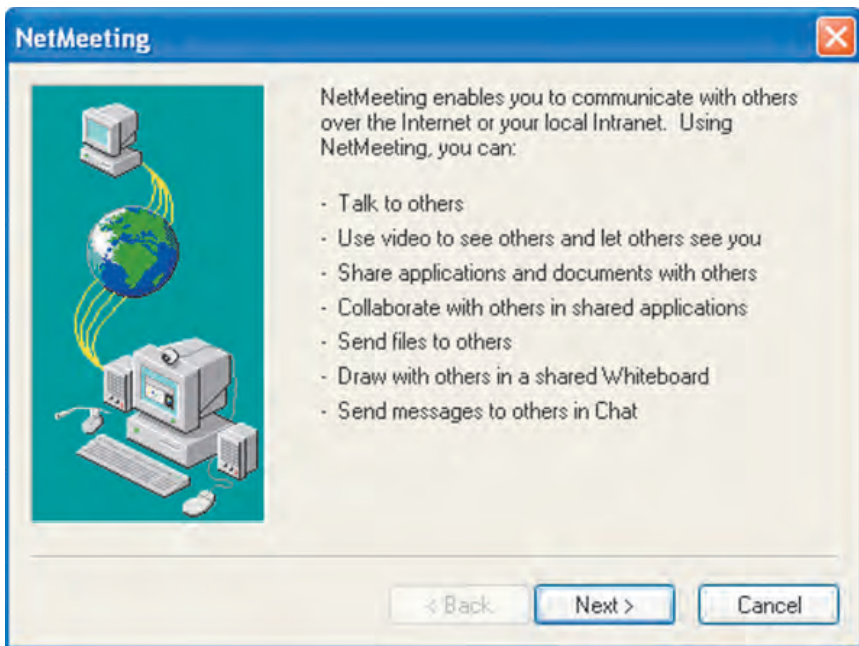 NetMeeting
NetMeeting enables you to communicate with others
over the Internet or your local Intranet.  Using
NetMeeting, you can:
- Talk to others
- Use video to see others and let others see you
- Share applications and documents with others
- Collaborate with others in shared applications
- Send files to others
- Draw with others in a shared Whiteboard
- Send messages to others in Chat
< Back
Next >
Cancel